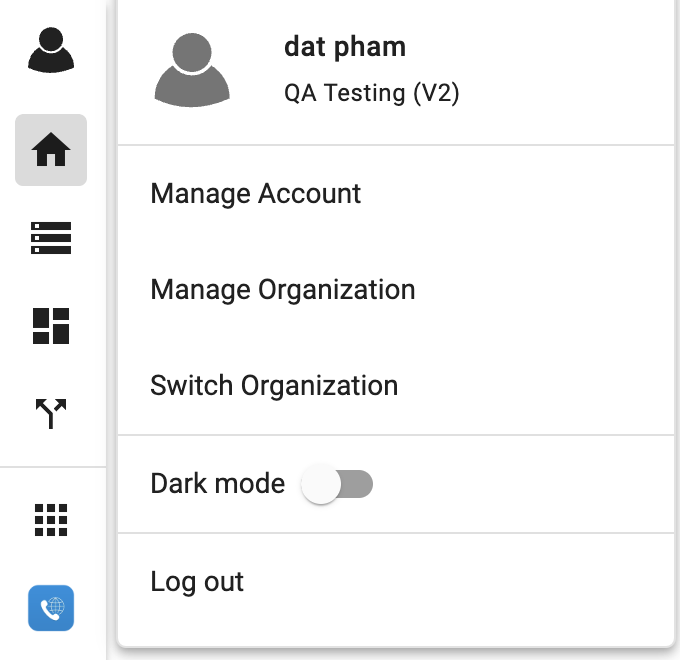 dat pham
QA Testing (V2)
Manage Account
Manage Organization
Switch Organization
Dark mode
Log out